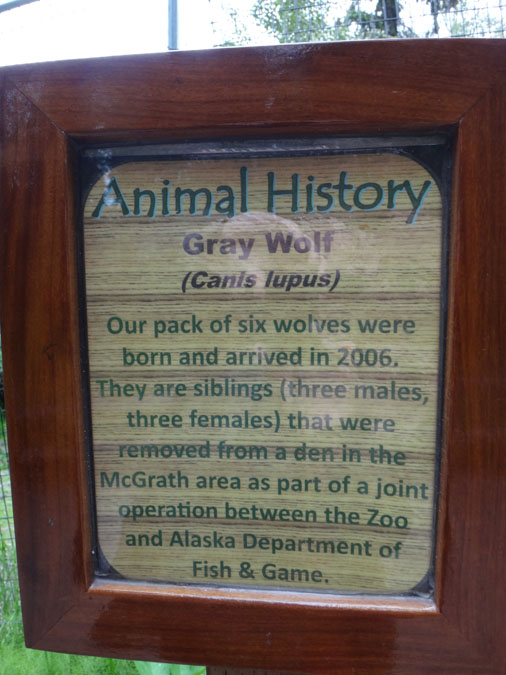 Animal History
Gray Wolf
(Canis lupus)
Our pack of six wolves were
born and arrived in 2006.
They are siblings (three males,
three females) that were
removed from a den in the
McGrath area as part of a joint
operation between the Zoo
and Alaska Department of
Fish & Game.